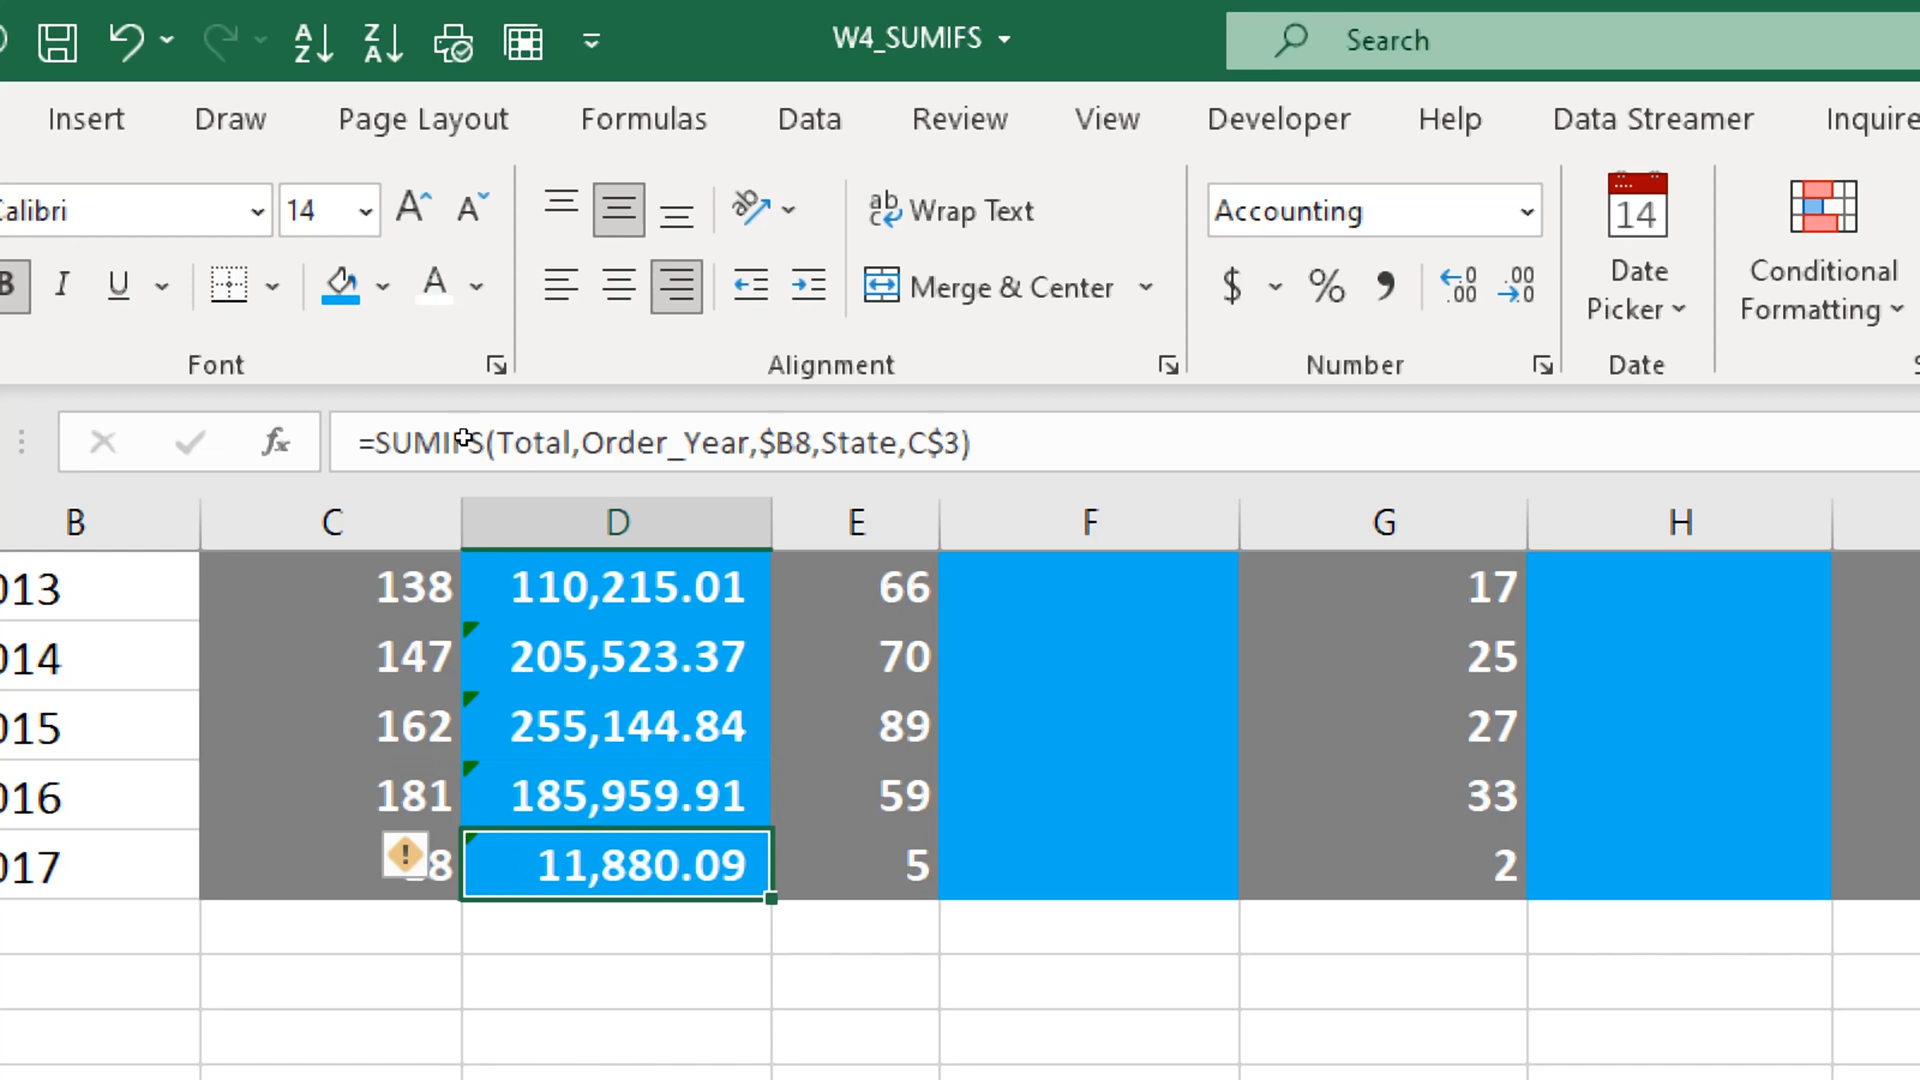 W4_SUMIFS
Search
Insert Draw Page Layout Formulas Data Review View Developer Help Data Streamer Inquire
Calibri 14 Wrap Text Accounting 14
B I U Merge & Center $ % Date Picker Conditional Formatting
Font Alignment Number Date
fx =SUMIFS(Total,Order_Year,$B8,State,C$3)
B C D E F G H
013 138 110,215.01 66 17
014 147 205,523.37 70 25
015 162 255,144.84 89 27
016 181 185,959.91 59 33
017 8 11,880.09 5 2